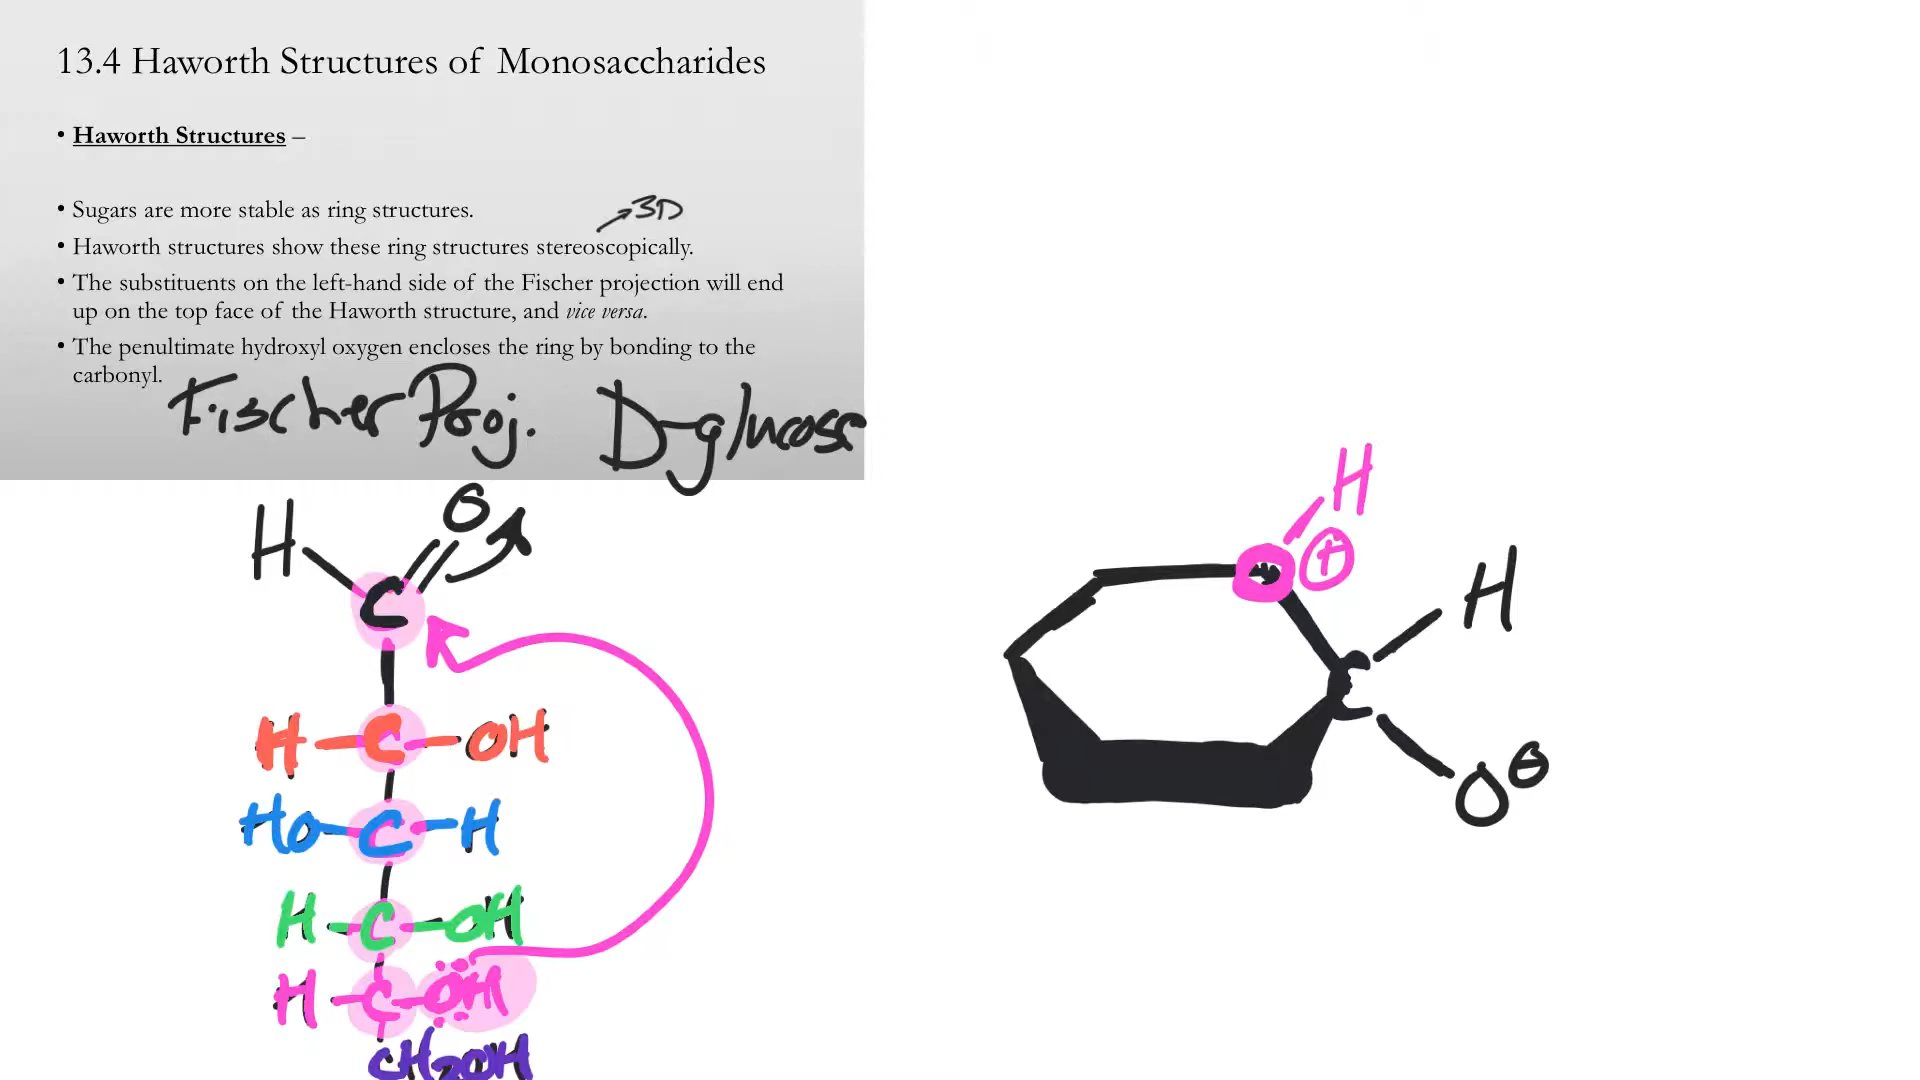 13.4 Haworth Structures of Monosaccharides
• Haworth Structures –
3D
• Sugars are more stable as ring structures.
• Haworth structures show these ring structures stereoscopically.
• The substituents on the left-hand side of the Fischer projection will end
up on the top face of the Haworth structure, and vice versa.
• The penultimate hydroxyl oxygen encloses the ring by bonding to the
carbonyl.
Fischer Proj. D-glucose
H O
C
H-C-OH
HO-C-H
H-C-OH
H-C-OH
CH2OH
H
+
H
C
O⊖